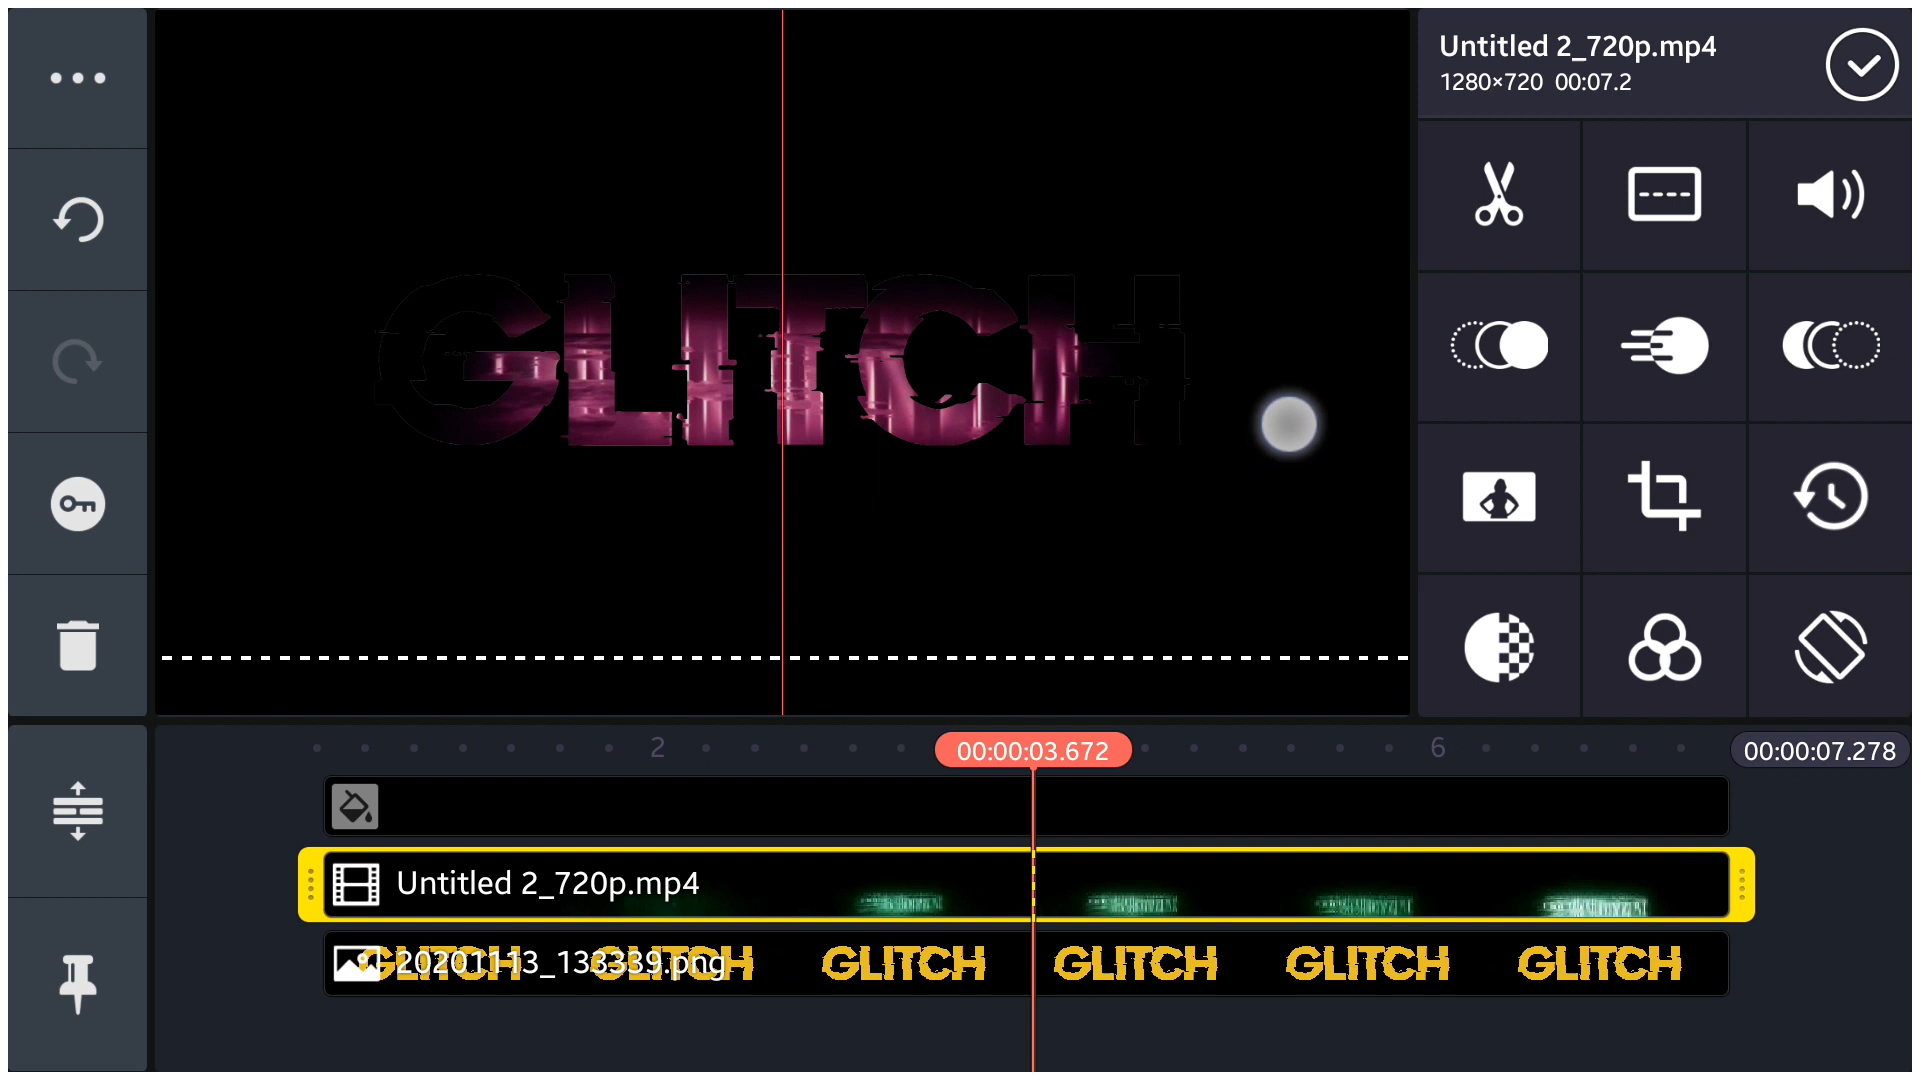 Untitled 2_720p.mp4
1280×720 00:07.2
GLITCH
2
00:00:03.672
6
00:00:07.278
Untitled 2_720p.mp4
20201113_133339.png
GLITCH GLITCH GLITCH GLITCH GLITCH GLITCH